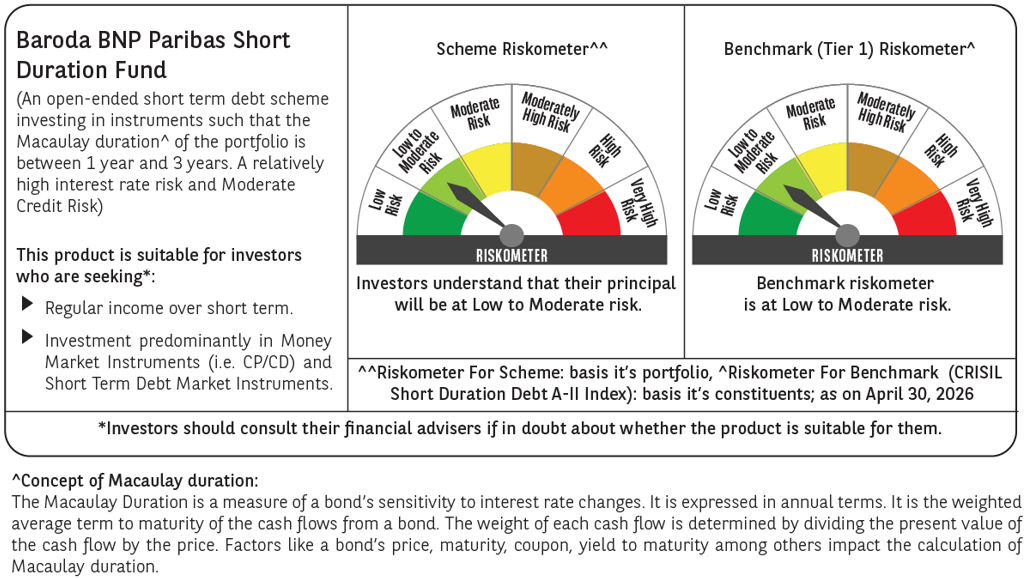 Baroda BNP Paribas Short
Duration Fund
(An open-ended short term debt scheme
investing in instruments such that the
Macaulay duration^ of the portfolio is
between 1 year and 3 years. A relatively
high interest rate risk and Moderate
Credit Risk)
This product is suitable for investors
who are seeking*:
Regular income over short term.
Investment predominantly in Money
Market Instruments (i.e. CP/CD) and
Short Term Debt Market Instruments.
Scheme Riskometer^^
Low
Risk
Low to
Moderate
Risk
Moderate
Risk
Moderately
High Risk
High
Risk
Very High
Risk
RISKOMETER
Investors understand that their principal
will be at Low to Moderate risk.
Benchmark (Tier 1) Riskometer^
Low
Risk
Low to
Moderate
Risk
Moderate
Risk
Moderately
High Risk
High
Risk
Very High
Risk
RISKOMETER
Benchmark riskometer
is at Low to Moderate risk.
^^Riskometer For Scheme: basis it's portfolio, ^Riskometer For Benchmark (CRISIL
Short Duration Debt A-II Index): basis it's constituents; as on April 30, 2026
*Investors should consult their financial advisers if in doubt about whether the product is suitable for them.
^Concept of Macaulay duration:
The Macaulay Duration is a measure of a bond's sensitivity to interest rate changes. It is expressed in annual terms. It is the weighted
average term to maturity of the cash flows from a bond. The weight of each cash flow is determined by dividing the present value of
the cash flow by the price. Factors like a bond's price, maturity, coupon, yield to maturity among others impact the calculation of
Macaulay duration.